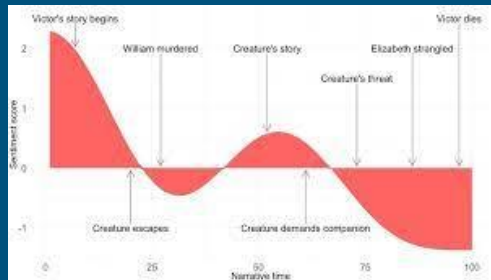 Victor's story begins
Victor dies
William murdered
Creature's story
Elizabeth strangled
Creature's threat
2
1
0
-1
Sentiment score
Creature escapes
Creature demands companion
0
25
50
75
100
Narrative time